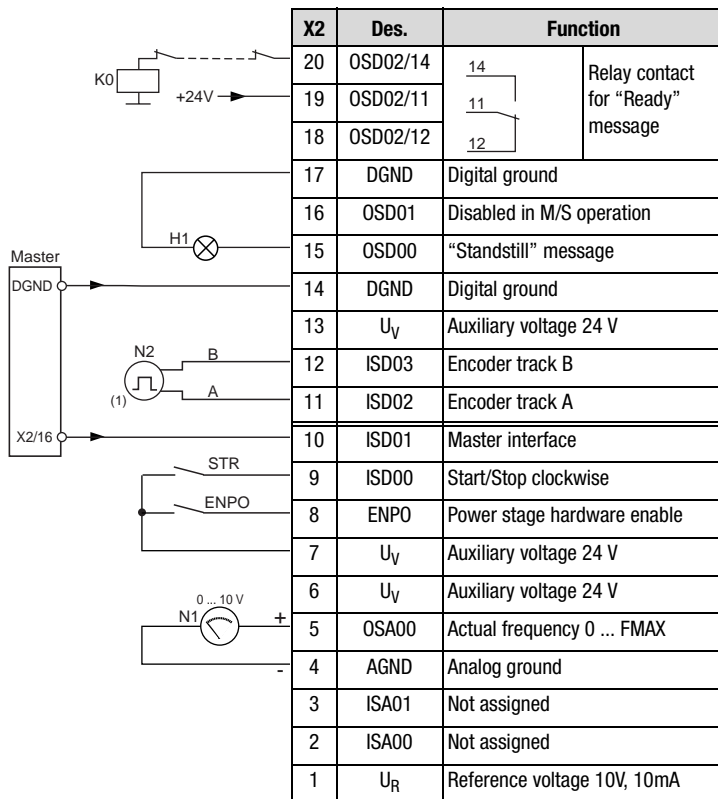 X2 Des. Function
20 OSD02/14 14 Relay contact
K0 +24V 19 OSD02/11 11 for “Ready”
18 OSD02/12 12 message
17 DGND Digital ground
16 OSD01 Disabled in M/S operation
H1 15 OSD00 “Standstill” message
Master
DGND 14 DGND Digital ground
13 UV Auxiliary voltage 24 V
N2 B 12 ISD03 Encoder track B
(1) A 11 ISD02 Encoder track A
X2/16 10 ISD01 Master interface
STR 9 ISD00 Start/Stop clockwise
ENPO 8 ENPO Power stage hardware enable
7 UV Auxiliary voltage 24 V
6 UV Auxiliary voltage 24 V
0 ... 10 V
N1 + 5 OSA00 Actual frequency 0 ... FMAX
- 4 AGND Analog ground
3 ISA01 Not assigned
2 ISA00 Not assigned
1 UR Reference voltage 10V, 10mA